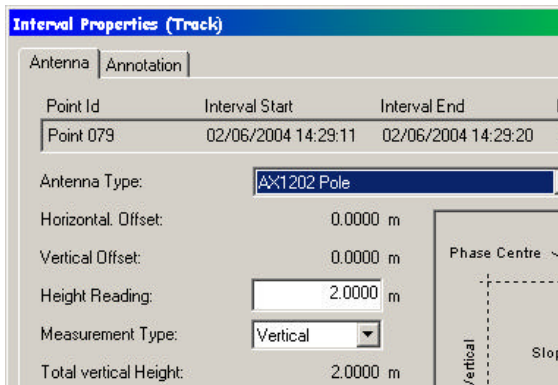 Interval Properties (Track)
Antenna Annotation
Point Id Interval Start Interval End
Point 079 02/06/2004 14:29:11 02/06/2004 14:29:20
Antenna Type: AX1202 Pole
Horizontal. Offset: 0.0000 m
Vertical Offset: 0.0000 m
Phase Centre
Height Reading: 2.0000 m
Measurement Type: Vertical
Vertical
Total vertical Height: 2.0000 m